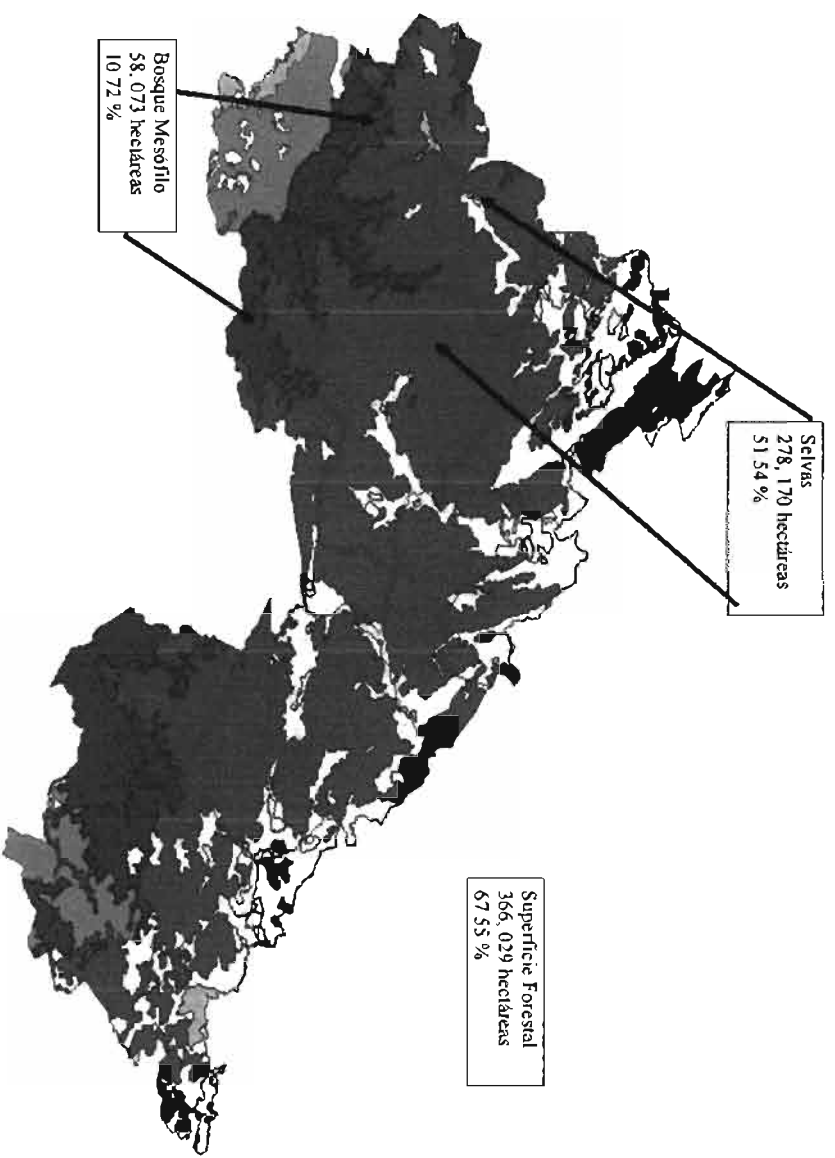 Selvas
278, 170 hectáreas
51 54 %
Superficie Forestal
366, 029 hectáreas
67 55 %
Bosque Mesófilo
58, 073 hectáreas
10 72 %